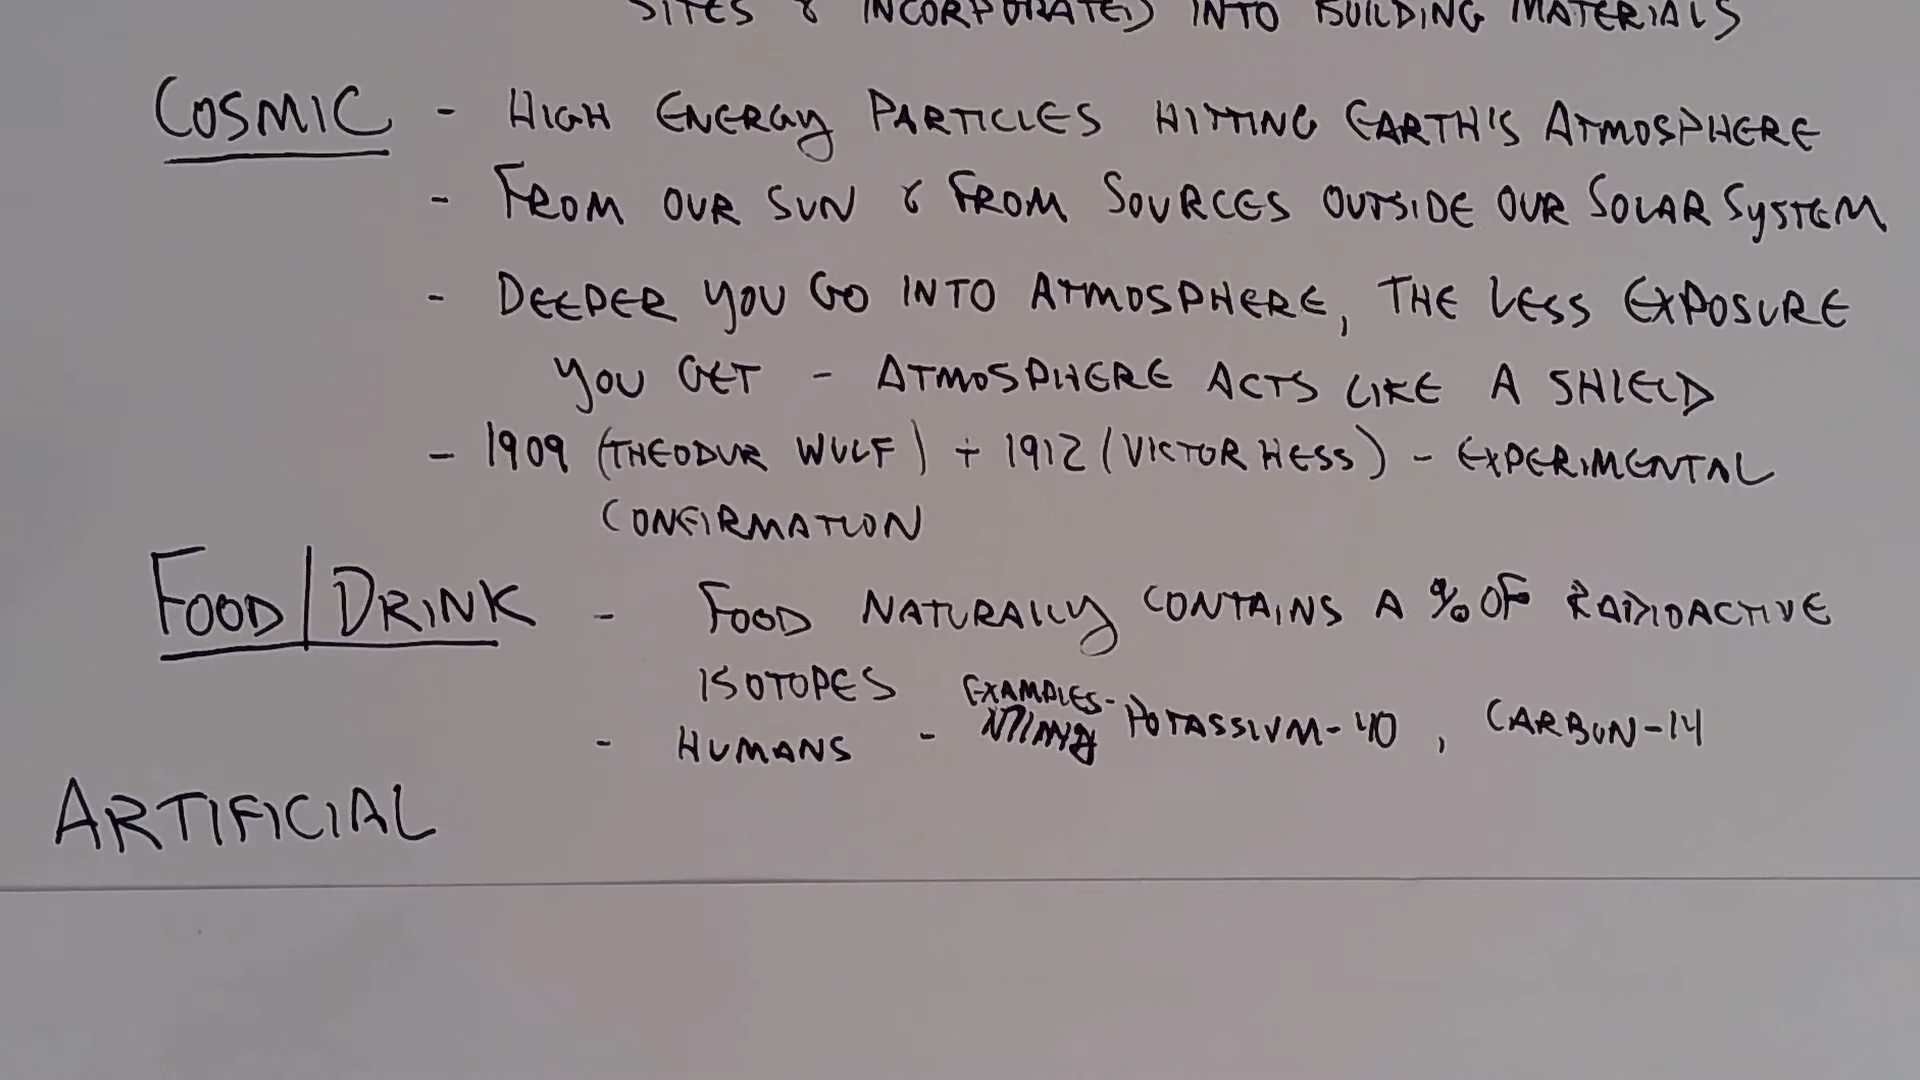 SITES & INCORPORATED INTO BUILDING MATERIALS
COSMIC - HIGH ENERGY PARTICLES HITTING EARTH'S ATMOSPHERE
- FROM OUR SUN & FROM SOURCES OUTSIDE OUR SOLAR SYSTEM
- DEEPER YOU GO INTO ATMOSPHERE, THE LESS EXPOSURE
YOU GET - ATMOSPHERE ACTS LIKE A SHIELD
- 1909 (THEODUR WULF) + 1912 (VICTOR HESS) - EXPERIMENTAL
CONFIRMATION
FOOD/DRINK - FOOD NATURALLY CONTAINS A % OF RADIOACTIVE
ISOTOPES EXAMPLES-
- HUMANS - POTASSIUM-40, CARBON-14
ARTIFICIAL